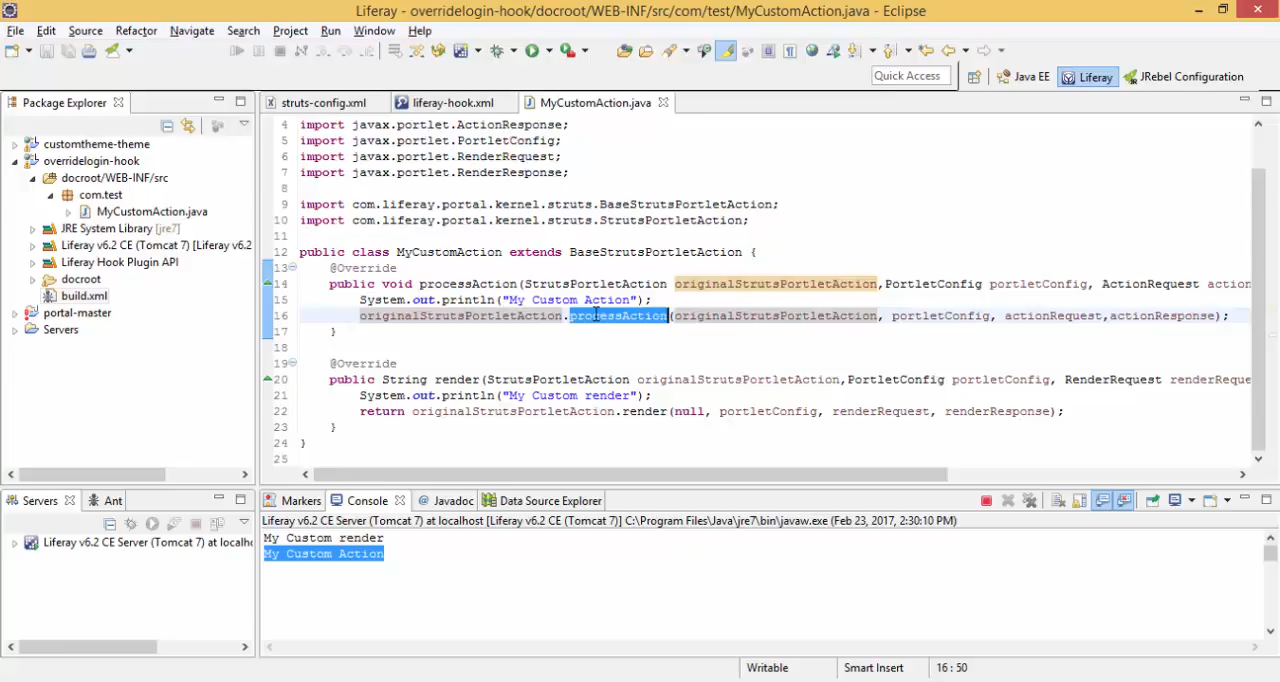 Liferay - overridelogin-hook/docroot/WEB-INF/src/com/test/MyCustomAction.java - Eclipse
File Edit Source Refactor Navigate Search Project Run Window Help
Quick Access Java EE Liferay JRebel Configuration
Package Explorer
customtheme-theme
overridelogin-hook
docroot/WEB-INF/src
com.test
MyCustomAction.java
JRE System Library [jre7]
Liferay v6.2 CE (Tomcat 7) [Liferay v6.2
Liferay Hook Plugin API
docroot
build.xml
portal-master
Servers
struts-config.xml liferay-hook.xml MyCustomAction.java
4 import javax.portlet.ActionResponse;
5 import javax.portlet.PortletConfig;
6 import javax.portlet.RenderRequest;
7 import javax.portlet.RenderResponse;
8
9 import com.liferay.portal.kernel.struts.BaseStrutsPortletAction;
10 import com.liferay.portal.kernel.struts.StrutsPortletAction;
11
12 public class MyCustomAction extends BaseStrutsPortletAction {
13 @Override
14 public void processAction(StrutsPortletAction originalStrutsPortletAction,PortletConfig portletConfig, ActionRequest action
15 System.out.println("My Custom Action");
16 originalStrutsPortletAction.processAction(originalStrutsPortletAction, portletConfig, actionRequest,actionResponse);
17 }
18
19 @Override
20 public String render(StrutsPortletAction originalStrutsPortletAction,PortletConfig portletConfig, RenderRequest renderReque
21 System.out.println("My Custom render");
22 return originalStrutsPortletAction.render(null, portletConfig, renderRequest, renderResponse);
23 }
24 }
25
Servers Ant
Liferay v6.2 CE Server (Tomcat 7) at localho
Markers Console Javadoc Data Source Explorer
Liferay v6.2 CE Server (Tomcat 7) at localhost [Liferay v6.2 CE (Tomcat 7)] C:\Program Files\Java\jre7\bin\javaw.exe (Feb 23, 2017, 2:30:10 PM)
My Custom render
My Custom Action
Writable Smart Insert 16 : 50